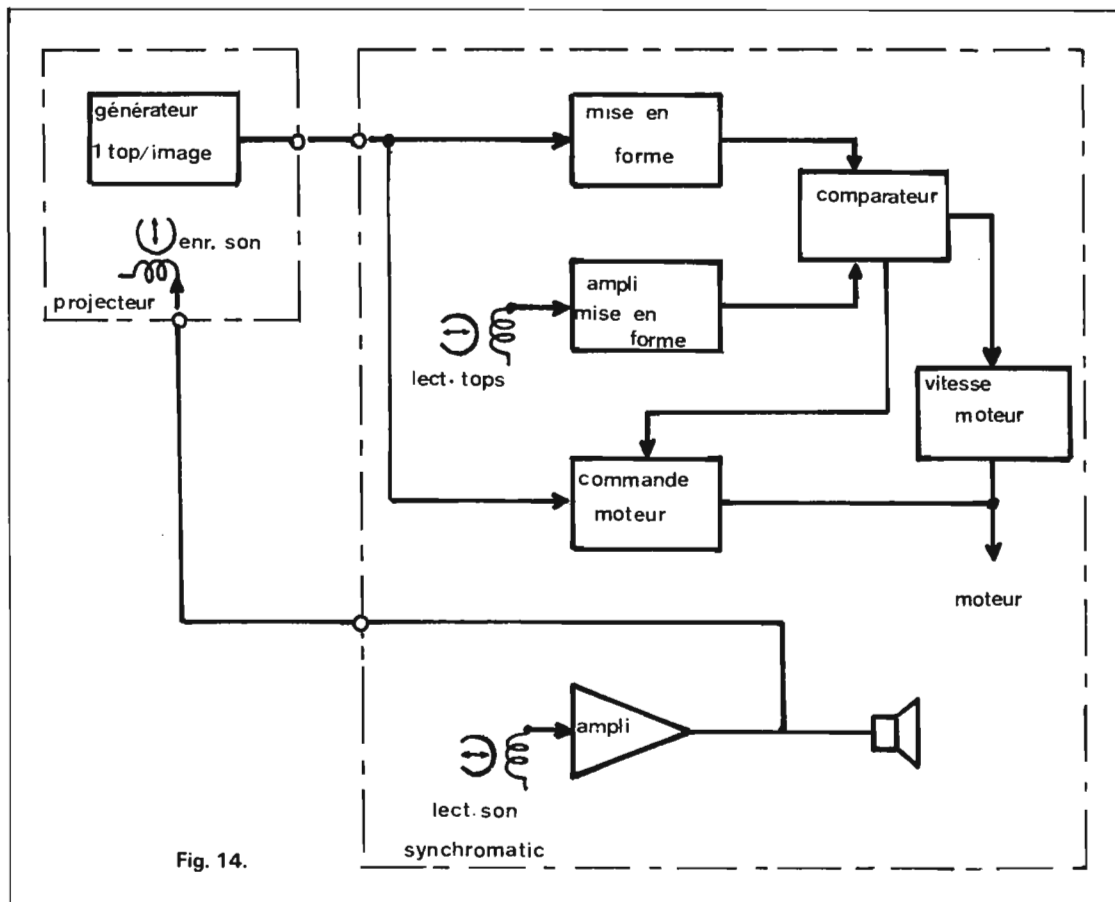 générateur
1 top/image
enr. son
projecteur
mise en
forme
comparateur
ampli
mise en
forme
lect. tops
vitesse
moteur
commande
moteur
moteur
ampli
lect. son
synchromatic
Fig. 14.